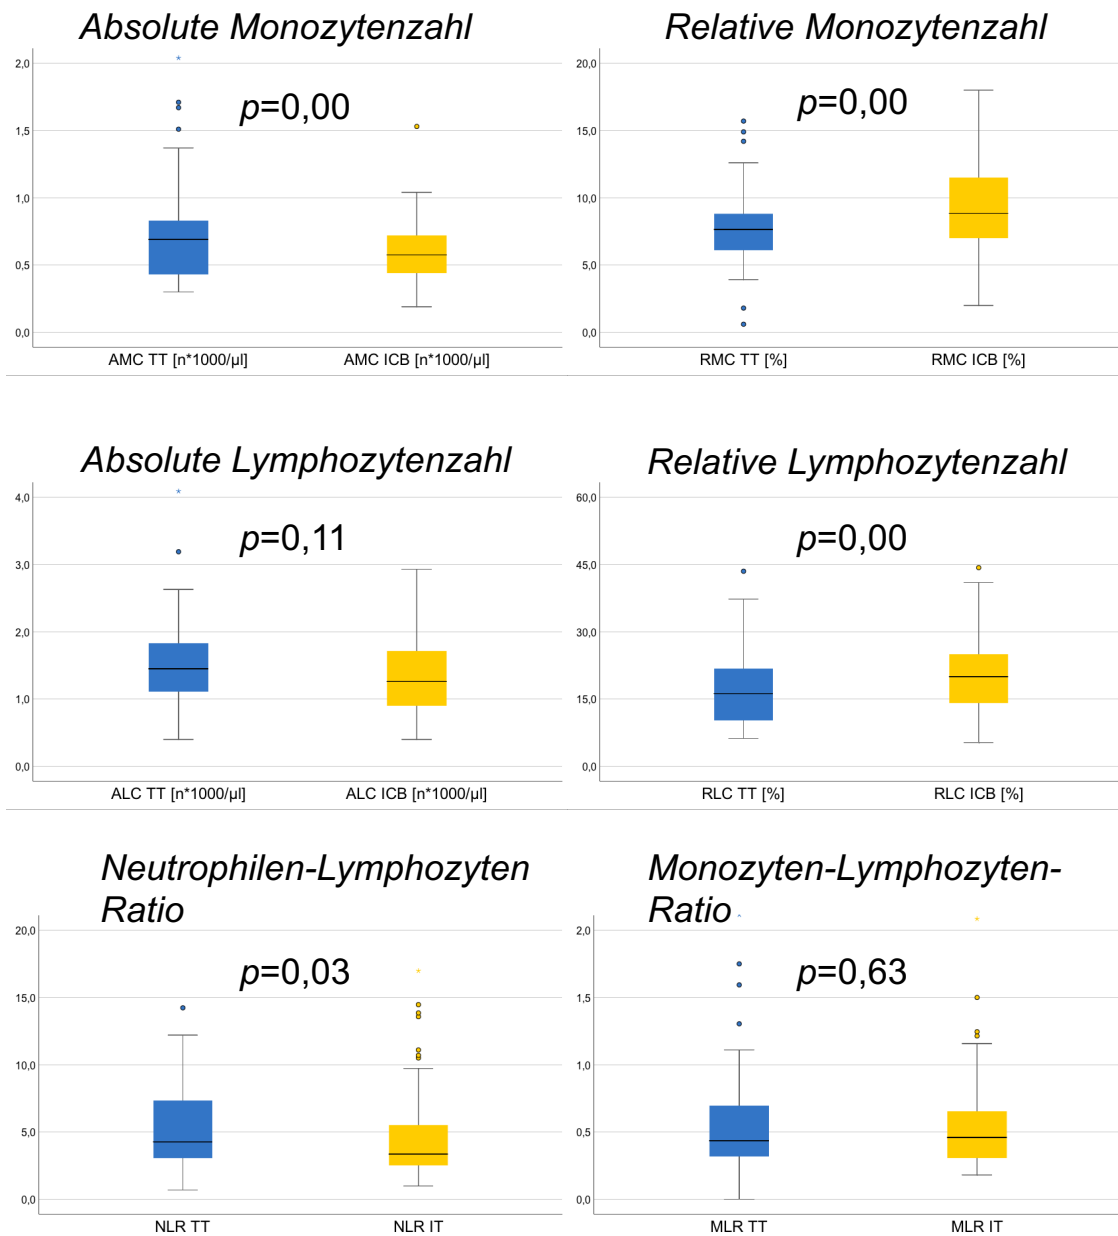 Absolute Monozytenzahl
2,0
p=0,00
1,5
1,0
0,5
0,0
AMC TT [n*1000/µl]
AMC ICB [n*1000/µl]
Relative Monozytenzahl
20,0
p=0,00
15,0
10,0
5,0
0,0
RMC TT [%]
RMC ICB [%]
Absolute Lymphozytenzahl
4,0
p=0,11
3,0
2,0
1,0
0,0
ALC TT [n*1000/µl]
ALC ICB [n*1000/µl]
Relative Lymphozytenzahl
60,0
p=0,00
45,0
30,0
15,0
0,0
RLC TT [%]
RLC ICB [%]
Neutrophilen-Lymphozyten
Ratio
20,0
p=0,03
15,0
10,0
5,0
0,0
NLR TT
NLR IT
Monozyten-Lymphozyten-
Ratio
2,0
p=0,63
1,5
1,0
0,5
0,0
MLR TT
MLR IT